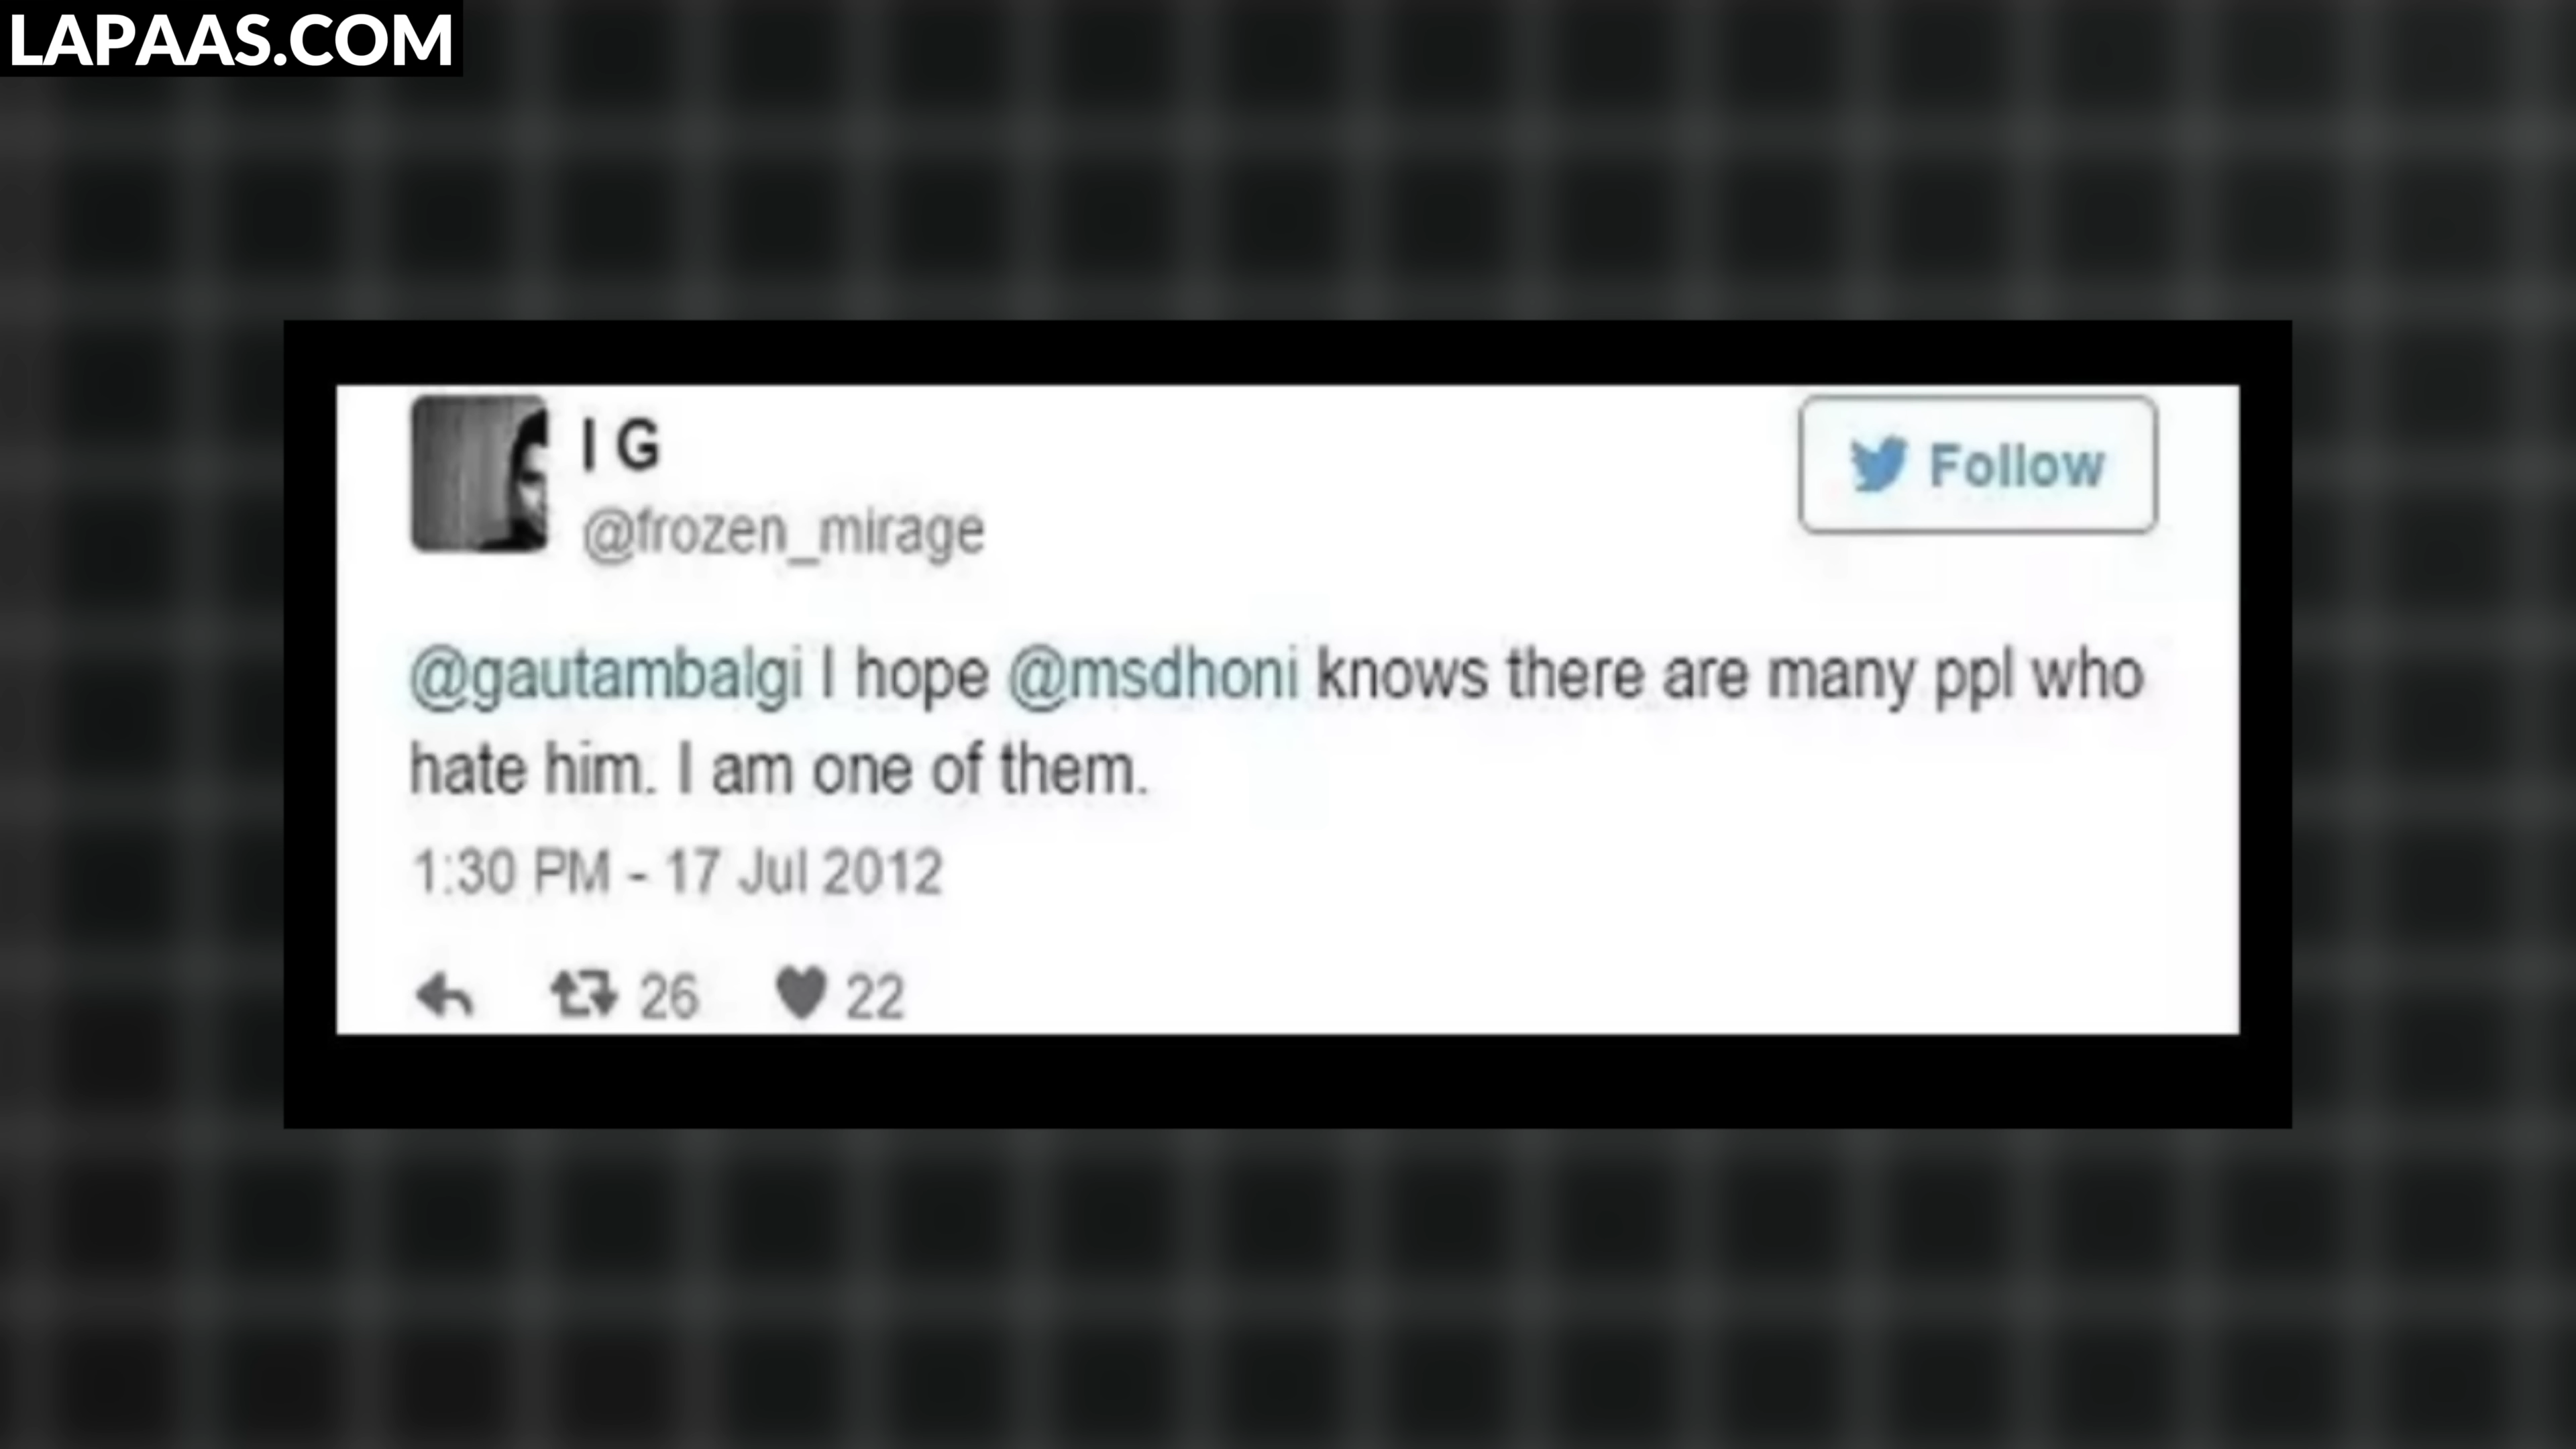 LAPAAS.COM
I G
Follow
@frozen_mirage
@gautambalgi I hope @msdhoni knows there are many ppl who
hate him. I am one of them.
1:30 PM - 17 Jul 2012
26 22